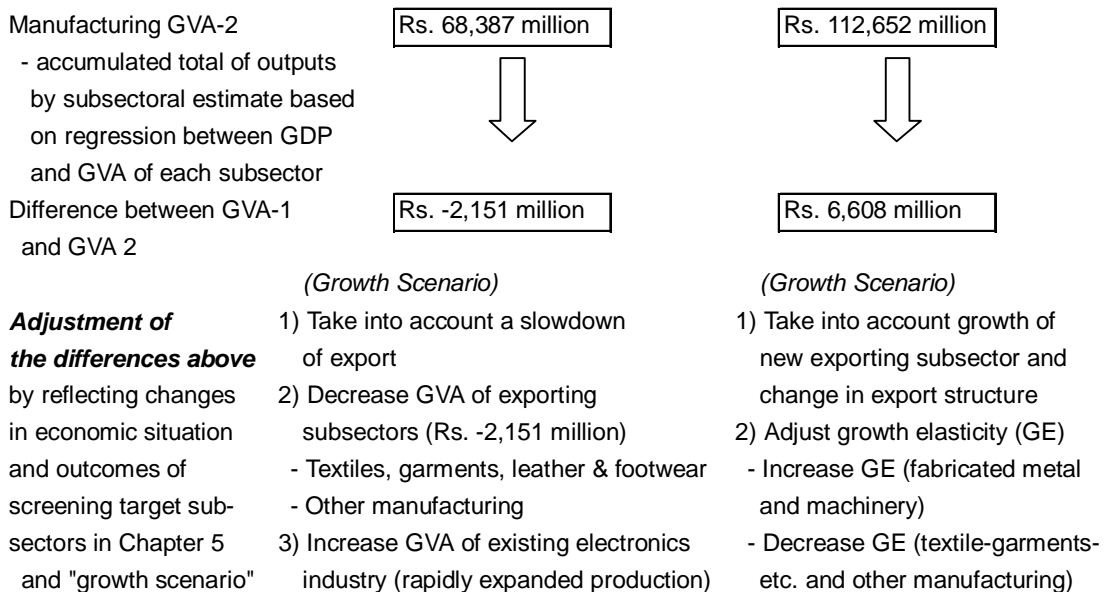 Manufacturing GVA-2 Rs. 68,387 million Rs. 112,652 million
- accumulated total of outputs
by subsectoral estimate based
on regression between GDP
and GVA of each subsector
Difference between GVA-1 Rs. -2,151 million Rs. 6,608 million
and GVA 2
(Growth Scenario) (Growth Scenario)
Adjustment of 1) Take into account a slowdown 1) Take into account growth of
the differences above of export new exporting subsector and
by reflecting changes 2) Decrease GVA of exporting change in export structure
in economic situation subsectors (Rs. -2,151 million) 2) Adjust growth elasticity (GE)
and outcomes of - Textiles, garments, leather & footwear - Increase GE (fabricated metal
screening target sub- - Other manufacturing and machinery)
sectors in Chapter 5 3) Increase GVA of existing electronics - Decrease GE (textile-garments-
and "growth scenario" industry (rapidly expanded production) etc. and other manufacturing)